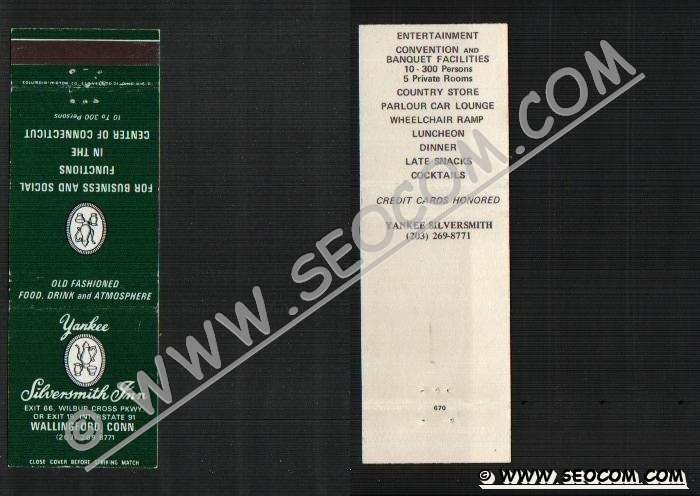 10 To 300 Persons
CENTER OF CONNECTICUT
IN THE
FUNCTIONS
FOR BUSINESS AND SOCIAL
OLD FASHIONED
FOOD, DRINK and ATMOSPHERE
Yankee
Silversmith Inn
EXIT 66, WILBUR CROSS PKWY.
OR EXIT 15, INTERSTATE 91
WALLINGFORD, CONN.
(203) 269-8771
CLOSE COVER BEFORE STRIKING MATCH
ENTERTAINMENT
CONVENTION AND
BANQUET FACILITIES
10 - 300 Persons
5 Private Rooms
COUNTRY STORE
PARLOUR CAR LOUNGE
WHEELCHAIR RAMP
LUNCHEON
DINNER
LATE SNACKS
COCKTAILS
CREDIT CARDS HONORED
YANKEE SILVERSMITH
(203) 269-8771
670
© WWW.SEOCOM.COM
© WWW.SEOCOM.COM